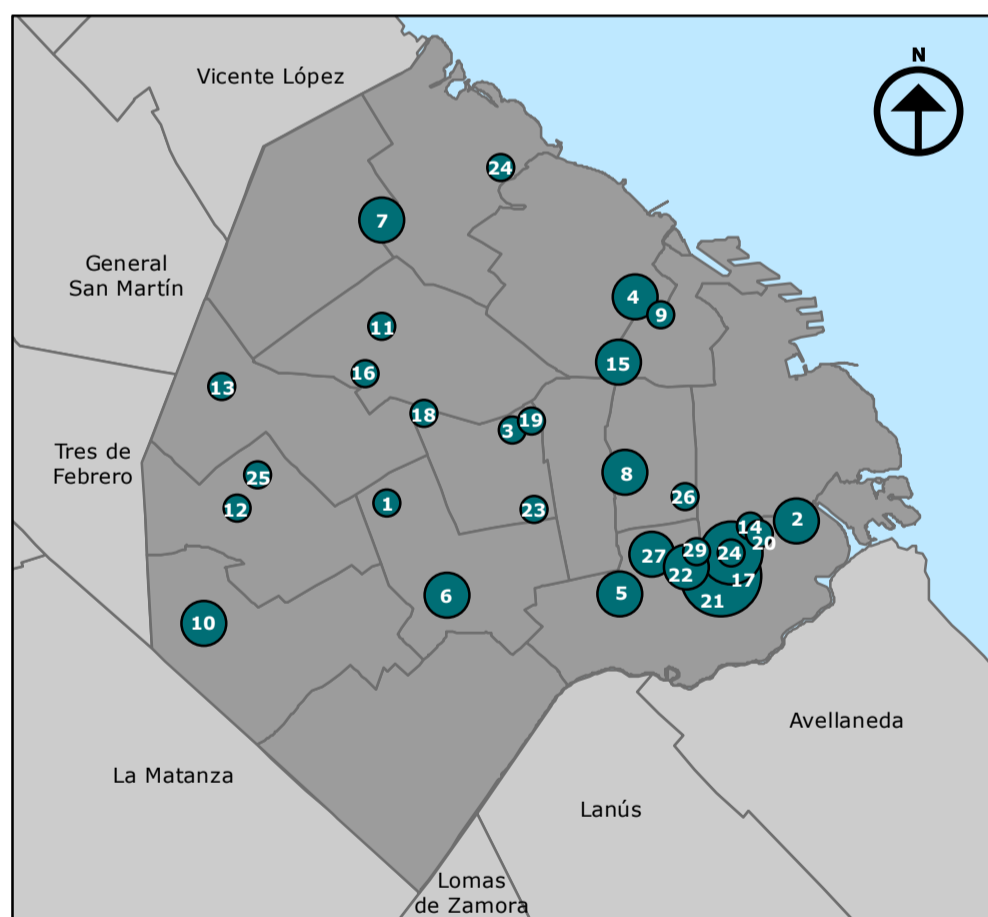 N
Vicente López
24
7
General
San Martín
4
9
11
15
16
13
18
19
3
Tres de
Febrero
25
8
26
12
1
23
2
14
20
29
24
27
22
17
21
5
6
10
Avellaneda
La Matanza
Lanús
Lomas
de Zamora